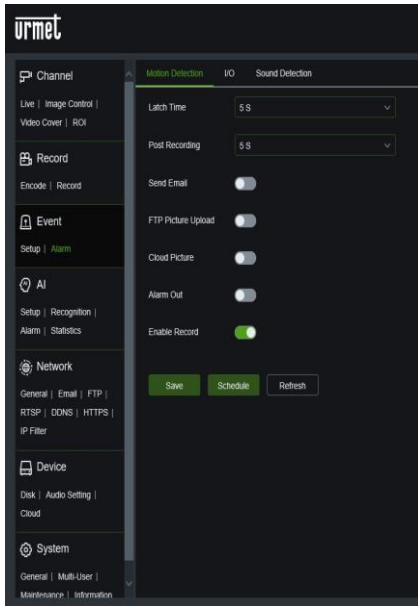 urmet
Channel
Live | Image Control |
Video Cover | ROI
Record
Encode | Record
Event
Setup | Alarm
AI
Setup | Recognition |
Alarm | Statistics
Network
General | Email | FTP |
RTSP | DDNS | HTTPS |
IP Filter
Device
Disk | Audio Setting |
Cloud
System
General | Multi-User |
Maintenance | Information
Motion Detection I/O Sound Detection
Latch Time 5 S
Post Recording 5 S
Send Email
FTP Picture Upload
Cloud Picture
Alarm Out
Enable Record
Save Schedule Refresh